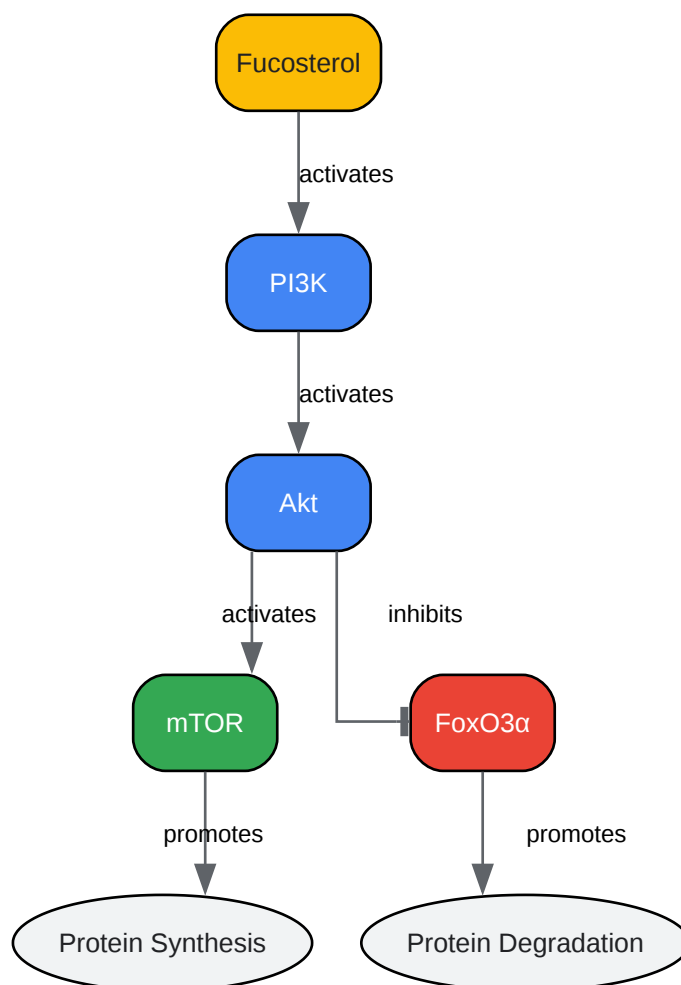 Fucosterol
activates
PI3K
activates
Akt
activates
inhibits
mTOR
FoxO3α
promotes
promotes
Protein Synthesis
Protein Degradation